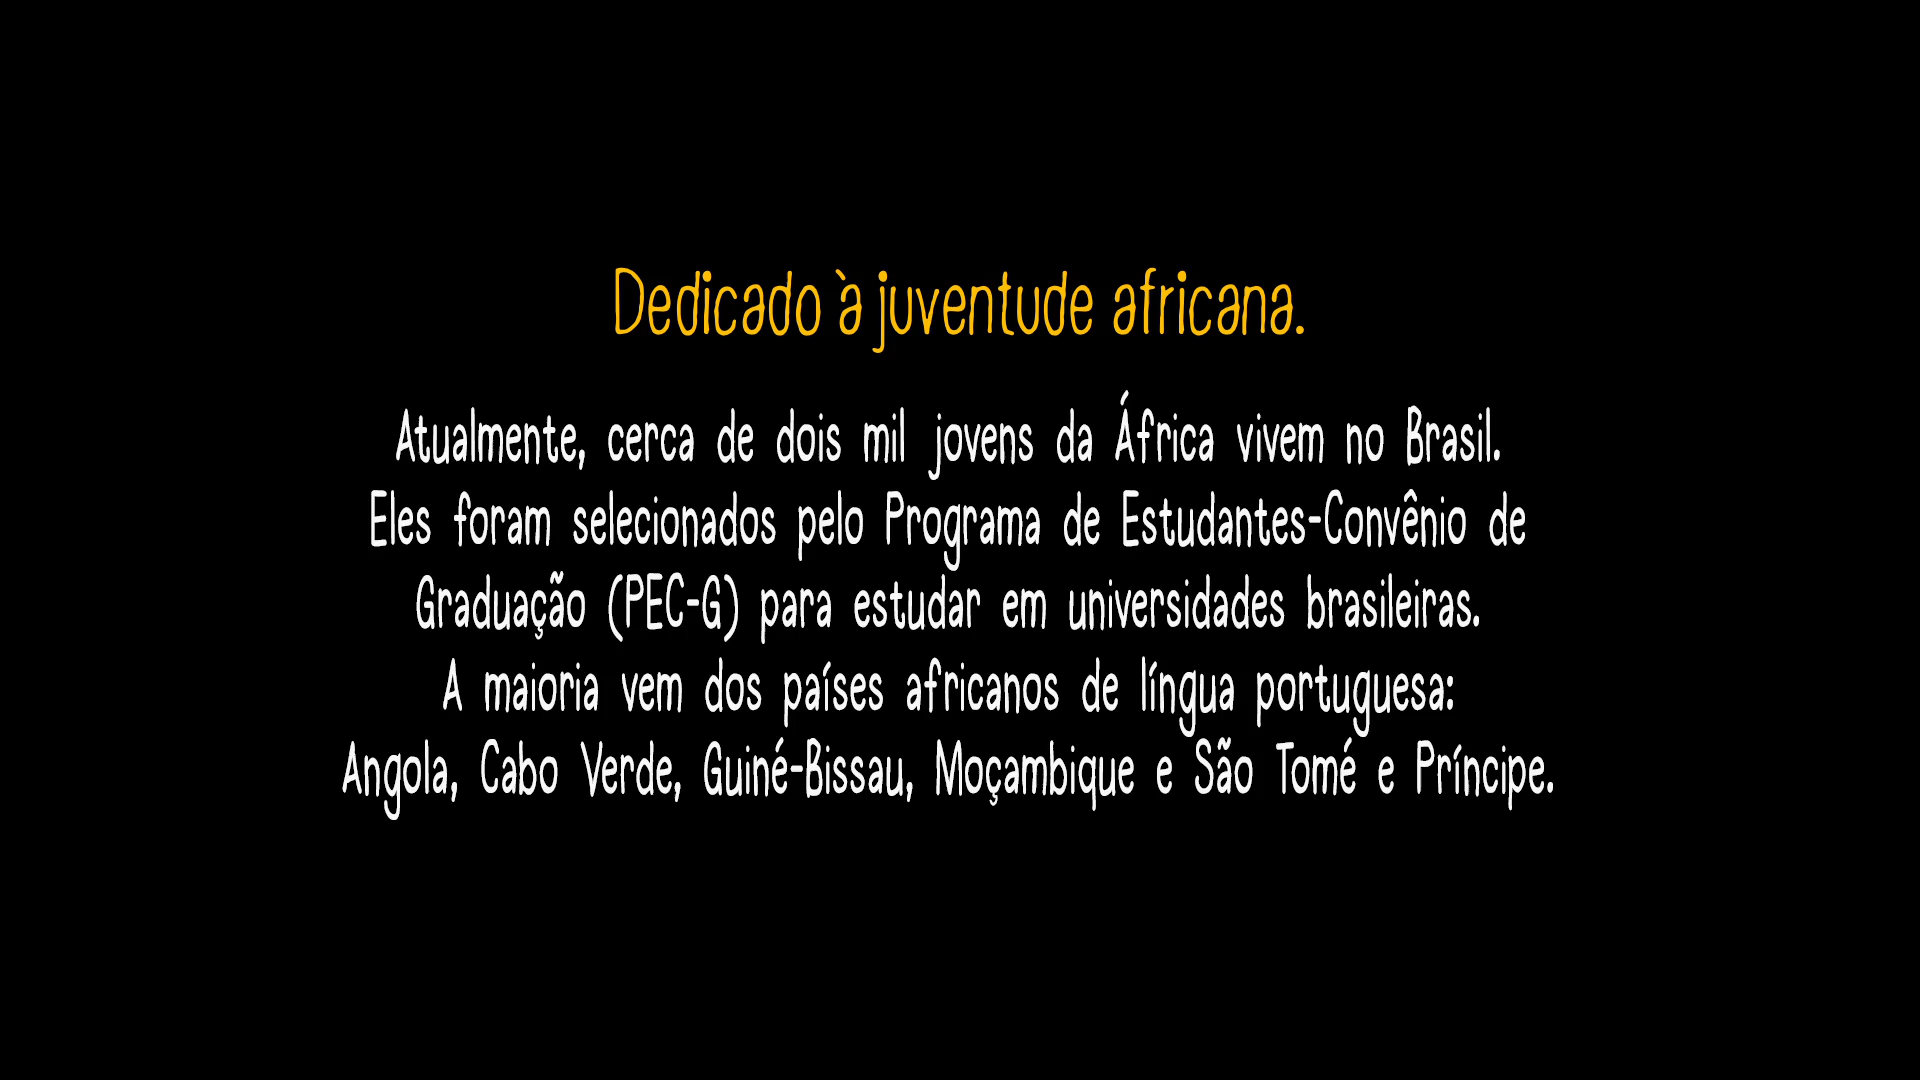 Dedicado à juventude africana.
Atualmente, cerca de dois mil jovens da África vivem no Brasil.
Eles foram selecionados pelo Programa de Estudantes-Convênio de
Graduação (PEC-G) para estudar em universidades brasileiras.
A maioria vem dos países africanos de língua portuguesa:
Angola, Cabo Verde, Guiné-Bissau, Moçambique e São Tomé e Príncipe.